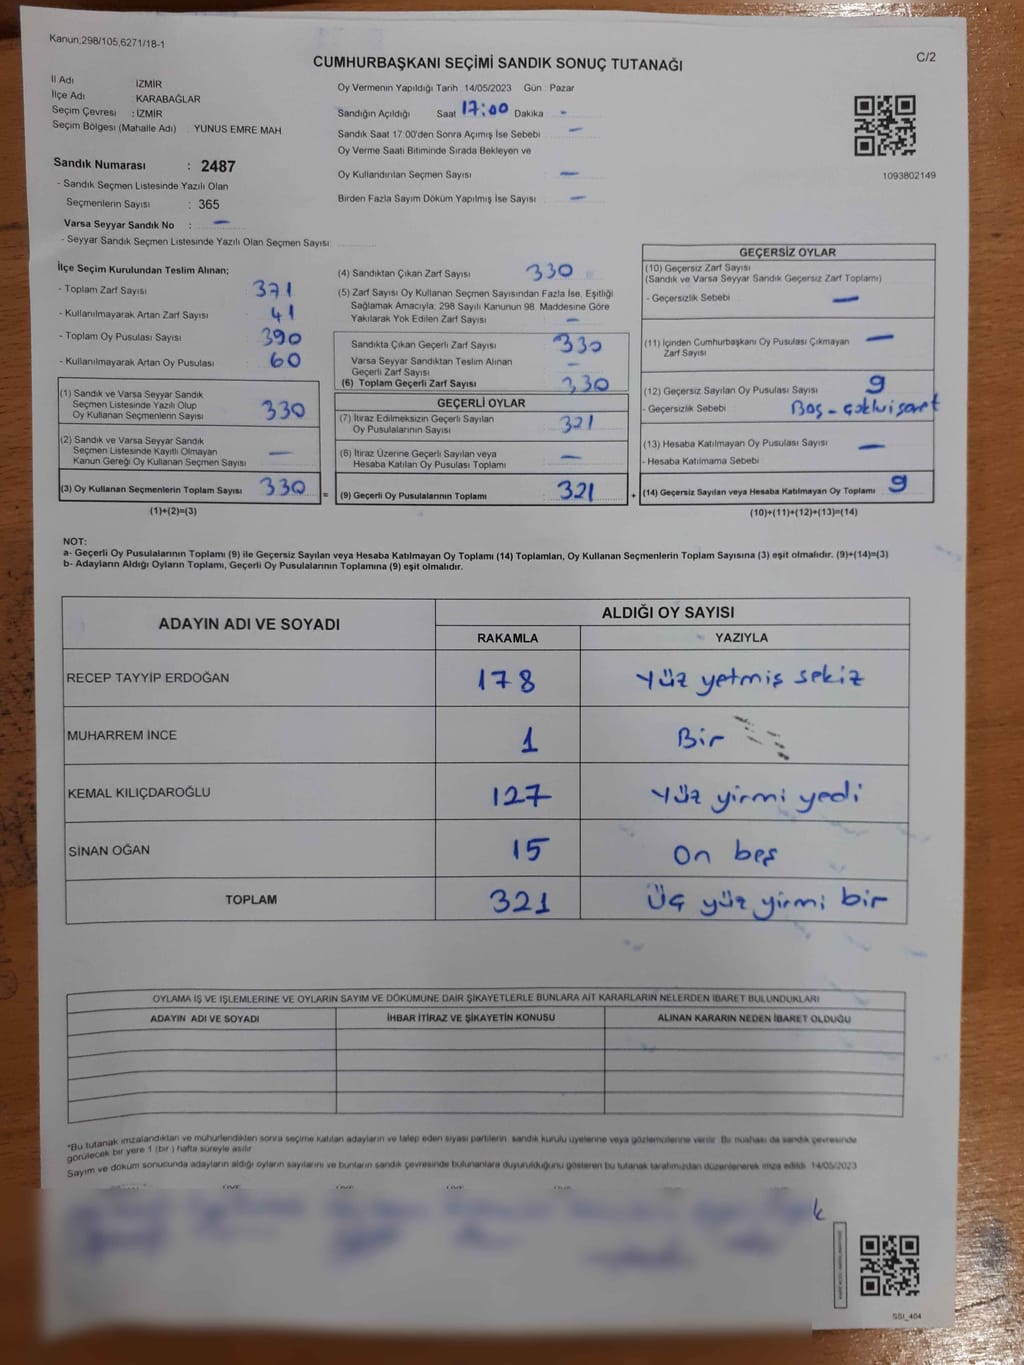 Kanun;298/105,6271/18-1
C/2
CUMHURBAŞKANI SEÇİMİ SANDIK SONUÇ TUTANAĞI
İl Adı İZMİR
İlçe Adı KARABAĞLAR
Seçim Çevresi : İZMİR
Seçim Bölgesi (Mahalle Adı) YUNUS EMRE MAH
Oy Vermenin Yapıldığı Tarih 14/05/2023 Gün : Pazar
Sandığın Açıldığı Saat 17:00 Dakika -
Sandık Saat 17:00'den Sonra Açımış İse Sebebi -
Oy Verme Saati Bitiminde Sırada Bekleyen ve
Oy Kullandırılan Seçmen Sayısı -
Birden Fazla Sayım Döküm Yapılmış İse Sayısı -
1093802149
Sandık Numarası : 2487
- Sandık Seçmen Listesinde Yazılı Olan
Seçmenlerin Sayısı : 365
Varsa Seyyar Sandık No : -
- Seyyar Sandık Seçmen Listesinde Yazılı Olan Seçmen Sayısı:
İlçe Seçim Kurulundan Teslim Alınan;
- Toplam Zarf Sayısı 371
- Kullanılmayarak Artan Zarf Sayısı 41
- Toplam Oy Pusulası Sayısı 390
- Kullanılmayarak Artan Oy Pusulası 60
(1) Sandık ve Varsa Seyyar Sandık
Seçmen Listesinde Yazılı Olup
Oy Kullanan Seçmenlerin Sayısı 330
(2) Sandık ve Varsa Seyyar Sandık
Seçmen Listesinde Kayıtlı Olmayan
Kanun Gereği Oy Kullanan Seçmen Sayısı -
(3) Oy Kullanan Seçmenlerin Toplam Sayısı 330 =
(1)+(2)=(3)
(4) Sandıktan Çıkan Zarf Sayısı 330
(5) Zarf Sayısı Oy Kullanan Seçmen Sayısından Fazla İse, Eşitliği
Sağlamak Amacıyla, 298 Sayılı Kanunun 98. Maddesine Göre
Yakılarak Yok Edilen Zarf Sayısı -
Sandıkta Çıkan Geçerli Zarf Sayısı 330
Varsa Seyyar Sandıktan Teslim Alınan
Geçerli Zarf Sayısı -
(6) Toplam Geçerli Zarf Sayısı 330
GEÇERLİ OYLAR
(7) İtiraz Edilmeksizin Geçerli Sayılan
Oy Pusulalarının Sayısı 321
(8) İtiraz Üzerine Geçerli Sayılan veya
Hesaba Katılan Oy Pusulası Toplamı -
(9) Geçerli Oy Pusulalarının Toplamı 321 +
GEÇERSİZ OYLAR
(10) Geçersiz Zarf Sayısı
(Sandık ve Varsa Seyyar Sandık Geçersiz Zarf Toplamı)
- Geçersizlik Sebebi -
(11) İçinden Cumhurbaşkanı Oy Pusulası Çıkmayan
Zarf Sayısı -
(12) Geçersiz Sayılan Oy Pusulası Sayısı 9
- Geçersizlik Sebebi Boş - çoklu işaret
(13) Hesaba Katılmayan Oy Pusulası Sayısı -
- Hesaba Katılmama Sebebi
(14) Geçersiz Sayılan veya Hesaba Katılmayan Oy Toplamı 9
(10)+(11)+(12)+(13)=(14)
NOT:
a- Geçerli Oy Pusulalarının Toplamı (9) ile Geçersiz Sayılan veya Hesaba Katılmayan Oy Toplamı (14) Toplamları, Oy Kullanan Seçmenlerin Toplam Sayısına (3) eşit olmalıdır. (9)+(14)=(3)
b- Adayların Aldığı Oyların Toplamı, Geçerli Oy Pusulalarının Toplamına (9) eşit olmalıdır.
ADAYIN ADI VE SOYADI
ALDIĞI OY SAYISI
RAKAMLA YAZIYLA
RECEP TAYYİP ERDOĞAN 178 Yüz yetmiş sekiz
MUHARREM İNCE 1 Bir
KEMAL KILIÇDAROĞLU 127 Yüz yirmi yedi
SİNAN OĞAN 15 On beş
TOPLAM 321 Üç yüz yirmi bir
OYLAMA İŞ VE İŞLEMLERİNE VE OYLARIN SAYIM VE DÖKÜMÜNE DAİR ŞİKAYETLERLE BUNLARA AİT KARARLARIN NELERDEN İBARET BULUNDUKLARI
ADAYIN ADI VE SOYADI İHBAR İTİRAZ VE ŞİKAYETİN KONUSU ALINAN KARARIN NEDEN İBARET OLDUĞU
*Bu tutanak imzalandıktan ve mühürlendikten sonra seçime katılan adayların ve talep eden siyasi partilerin sandık kurulu üyelerine veya gözlemcilerine verilir. Bir nüshası da sandık çevresinde
görülecek bir yere 1 (bir) hafta süreyle asılır
Sayım ve döküm sonucunda adayların aldığı oyların sayılarını ve bunların sandık çevresinde bulunanlara duyurulduğunu gösteren bu tutanak tarafımızdan düzenlenerek imza edildi. 14/05/2023
SSI_404